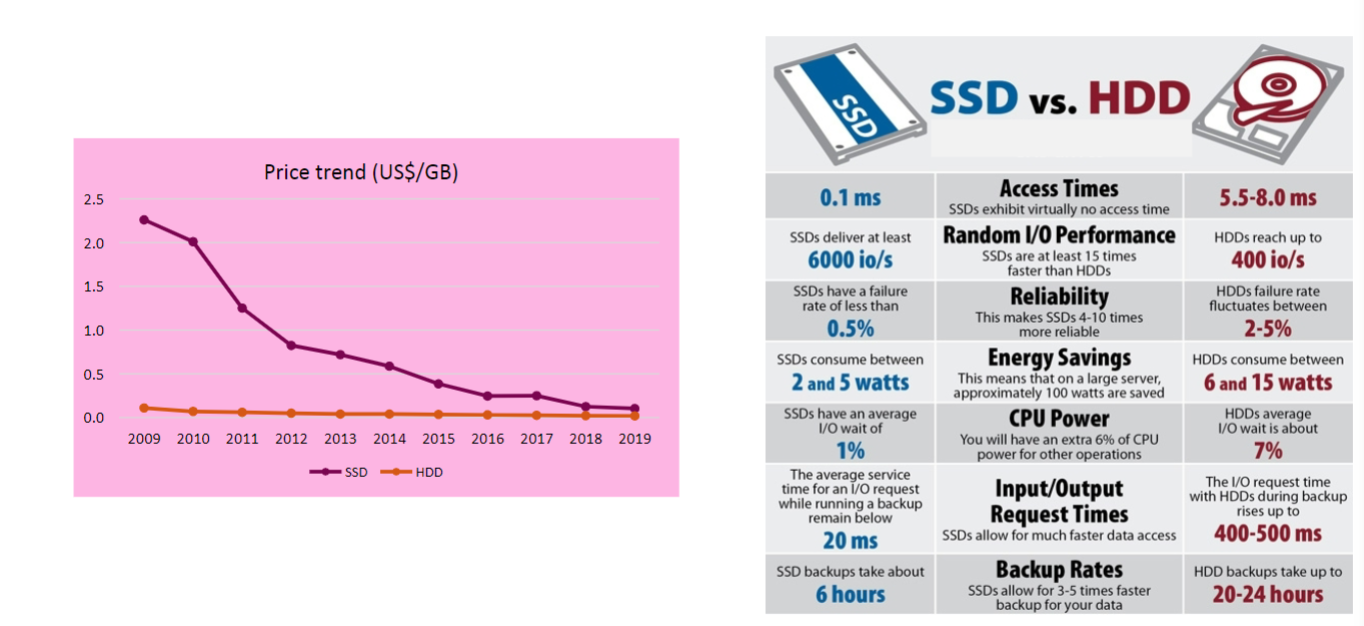 Price trend (US$/GB)
2.5
2.0
1.5
1.0
0.5
0.0
2009 2010 2011 2012 2013 2014 2015 2016 2017 2018 2019
SSD HDD
SSD
SSD vs. HDD
0.1 ms
Access Times
SSDs exhibit virtually no access time
5.5-8.0 ms
SSDs deliver at least
6000 io/s
Random I/O Performance
SSDs are at least 15 times
faster than HDDs
HDDs reach up to
400 io/s
SSDs have a failure
rate of less than
0.5%
Reliability
This makes SSDs 4-10 times
more reliable
HDDs failure rate
fluctuates between
2-5%
SSDs consume between
2 and 5 watts
Energy Savings
This means that on a large server,
approximately 100 watts are saved
HDDs consume between
6 and 15 watts
SSDs have an average
I/O wait of
1%
CPU Power
You will have an extra 6% of CPU
power for other operations
HDDs average
I/O wait is about
7%
The average service
time for an I/O request
while running a backup
remain below
20 ms
Input/Output
Request Times
SSDs allow for much faster data access
The I/O request time
with HDDs during backup
rises up to
400-500 ms
SSD backups take about
6 hours
Backup Rates
SSDs allow for 3-5 times faster
backup for your data
HDD backups take up to
20-24 hours